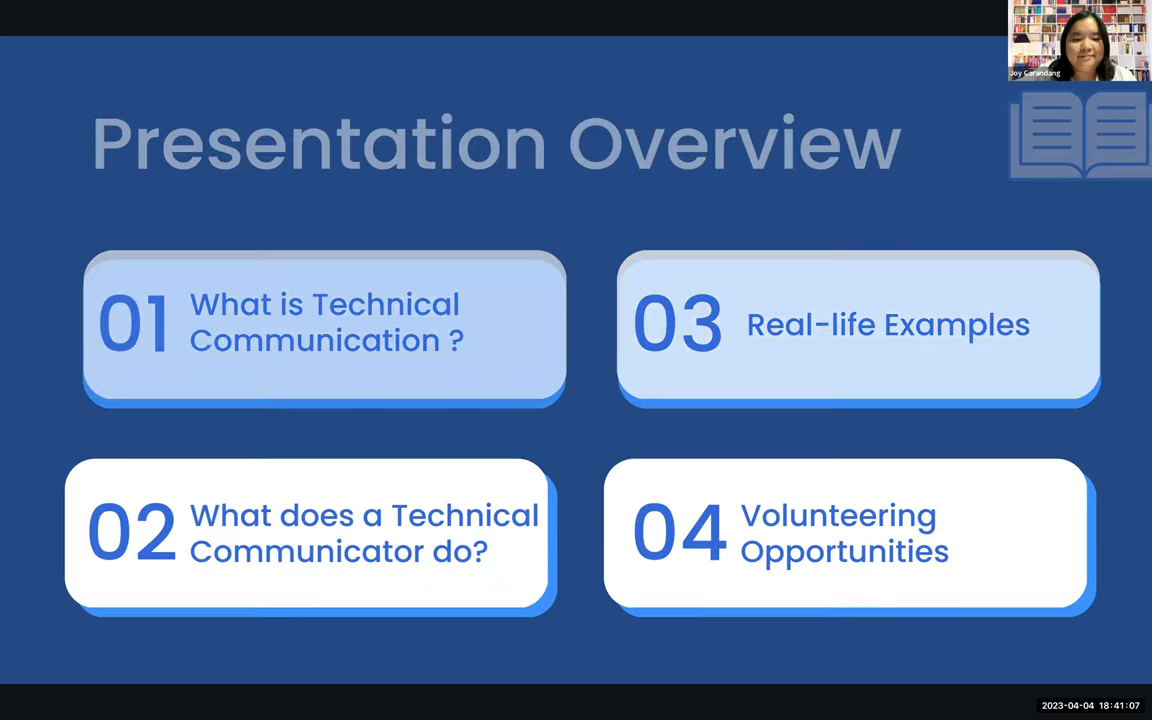 Joy Carandang
Presentation Overview
01
What is Technical
Communication ?
03
Real-life Examples
02
What does a Technical
Communicator do?
04
Volunteering
Opportunities
2023-04-04 18:41:07